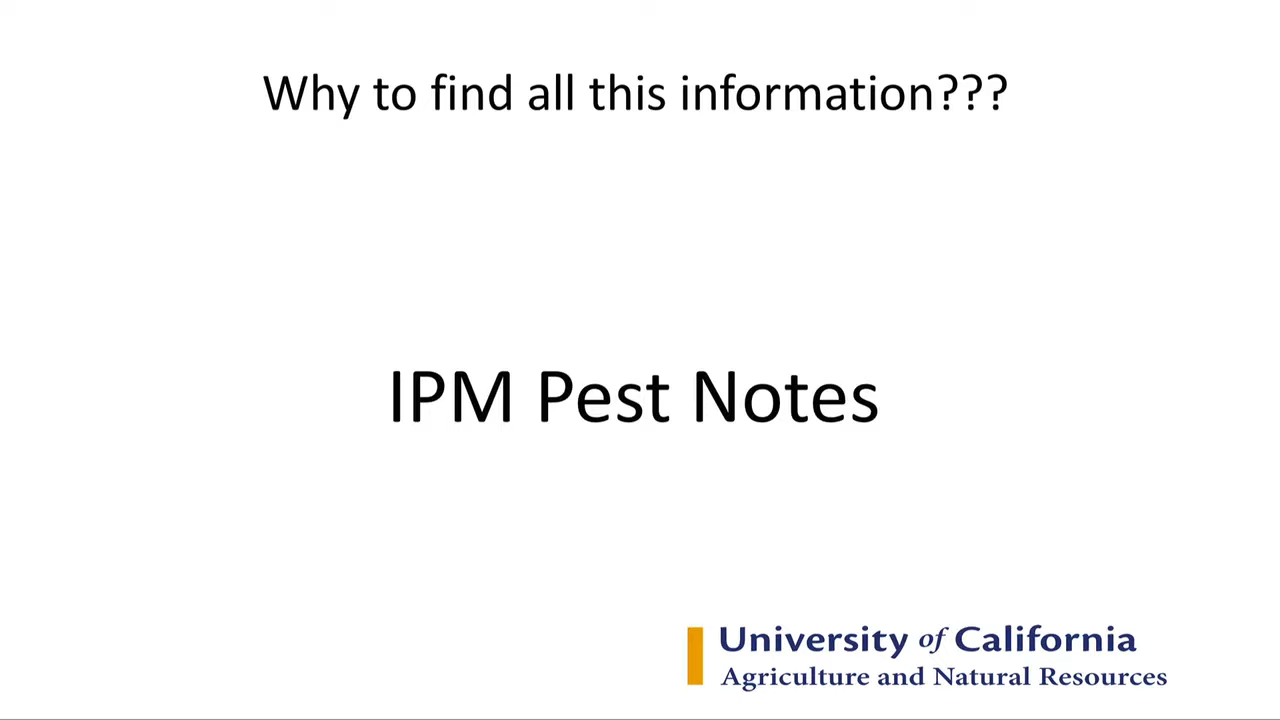 Why to find all this information???
IPM Pest Notes
University of California
Agriculture and Natural Resources